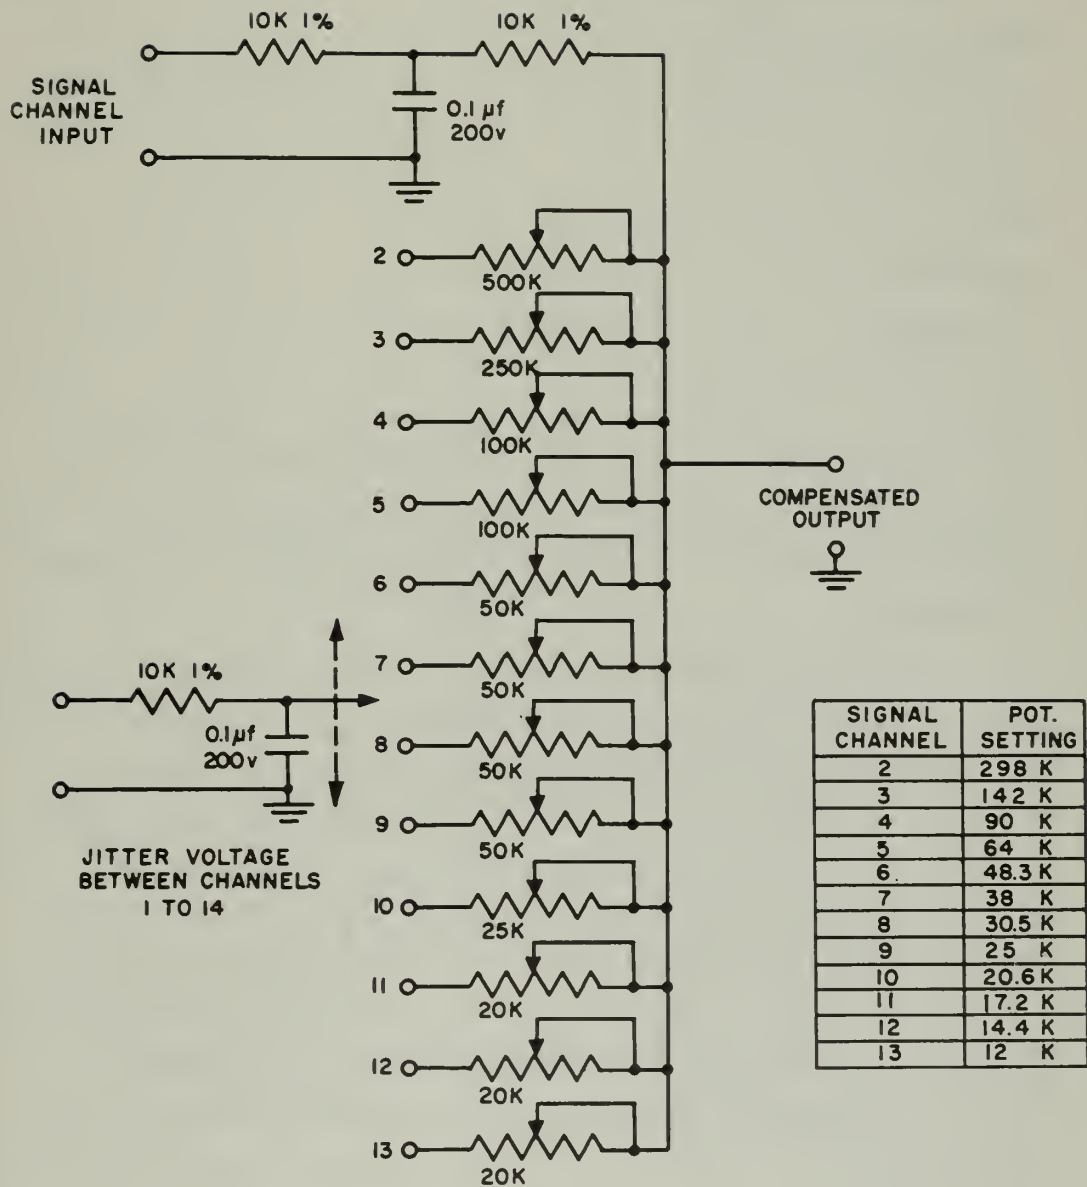 10K 1%
10K 1%
SIGNAL
CHANNEL
INPUT
0.1 µf
200v
2
500K
3
250K
4
100K
5
100K
COMPENSATED
OUTPUT
6
50K
7
50K
10K 1%
0.1µf
200v
8
50K
9
50K
JITTER VOLTAGE
BETWEEN CHANNELS
1 TO 14
10
25K
11
20K
12
20K
13
20K
SIGNAL CHANNEL POT. SETTING
2 298 K
3 142 K
4 90 K
5 64 K
6 48.3 K
7 38 K
8 30.5 K
9 25 K
10 20.6 K
11 17.2 K
12 14.4 K
13 12 K